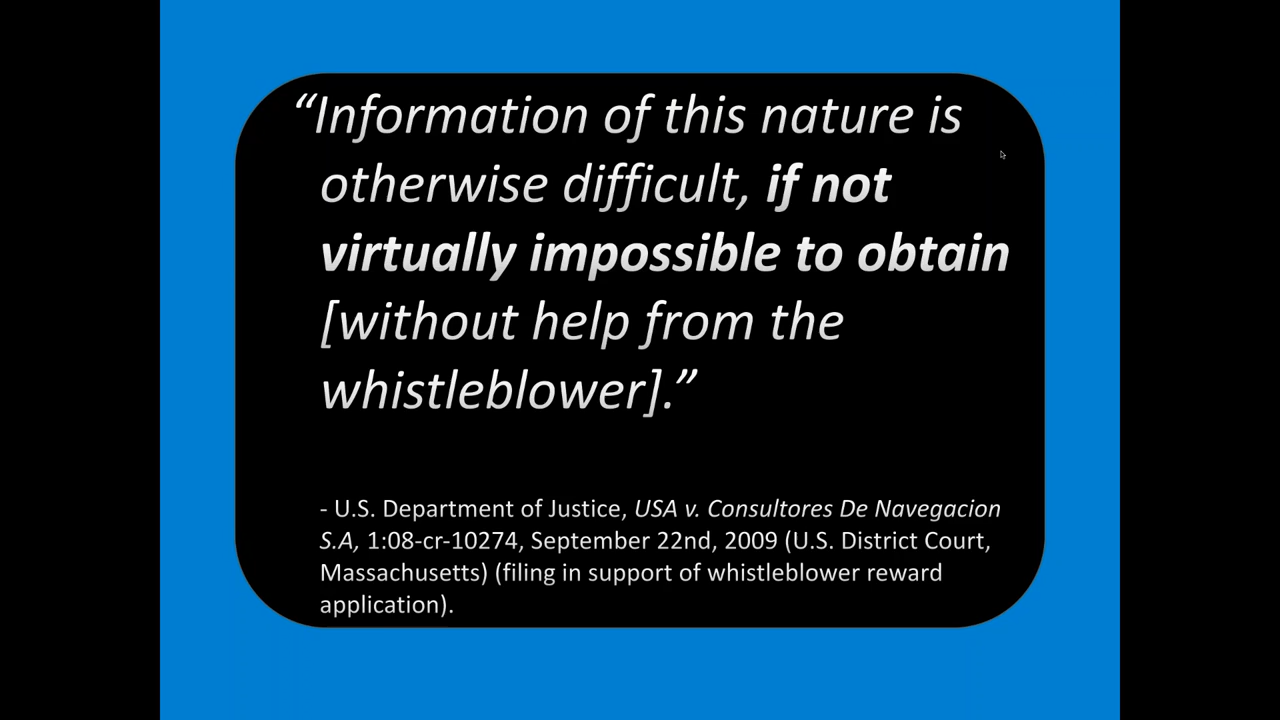 “Information of this nature is
otherwise difficult, if not
virtually impossible to obtain
[without help from the
whistleblower].”
- U.S. Department of Justice, USA v. Consultores De Navegacion
S.A, 1:08-cr-10274, September 22nd, 2009 (U.S. District Court,
Massachusetts) (filing in support of whistleblower reward
application).